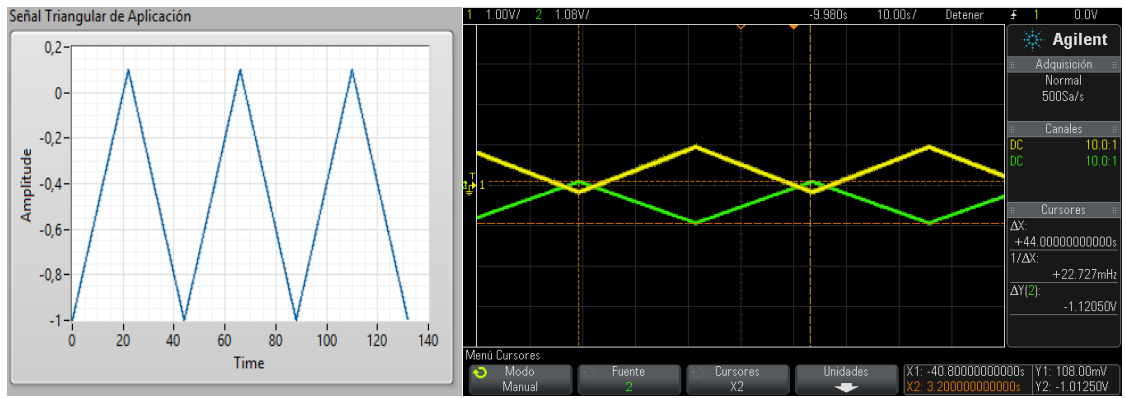 Señal Triangular de Aplicación
0,2
0
-0,2
-0,4
-0,6
-0,8
-1
Amplitude
0 20 40 60 80 100 120 140
Time
1 1.00V/ 2 1.08V/ -9.980s 10.00s/ Detener 1 0.0V
T
1
Agilent
Adquisición
Normal
500Sa/s
Canales
DC 10.0:1
DC 10.0:1
Cursores
ΔX:
+44.00000000000s
1/ΔX:
+22.727mHz
ΔY(2):
-1.12050V
Menú Cursores
Modo
Manual
Fuente
2
Cursores
X2
Unidades
X1: -40.80000000000s
X2: 3.200000000000s
Y1: 108.00mV
Y2: -1.01250V